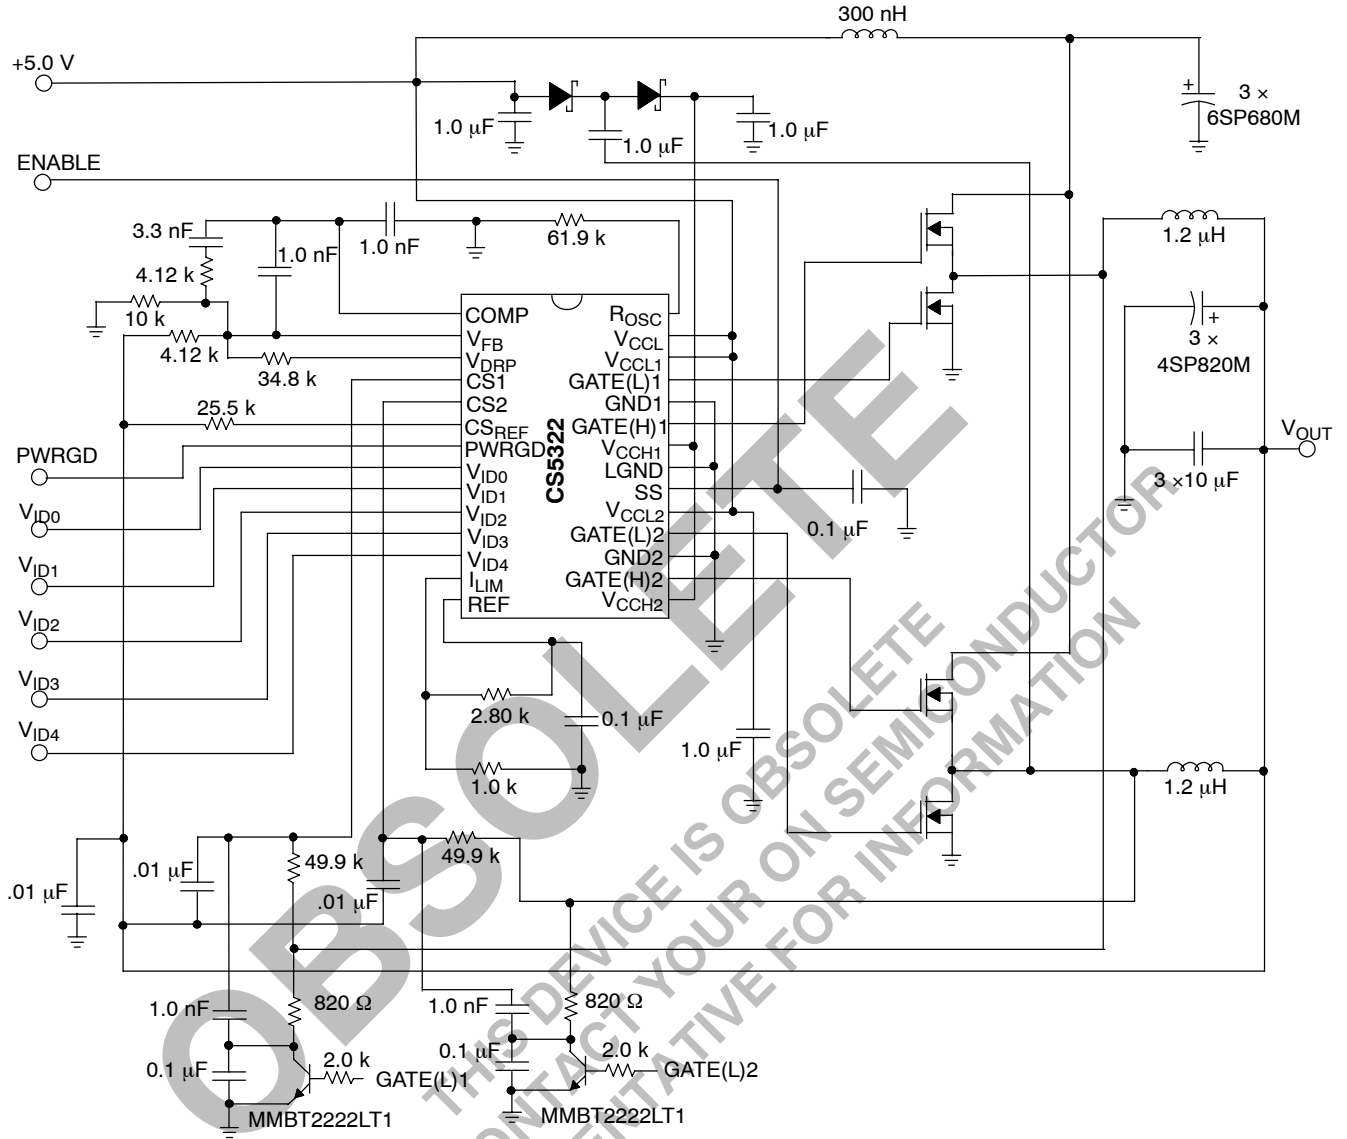 300 nH
+5.0 V
3 ×
6SP680M
1.0 μF
1.0 μF
1.0 μF
ENABLE
3.3 nF
1.0 nF
1.0 nF
61.9 k
1.2 μH
4.12 k
10 k
4.12 k
34.8 k
25.5 k
COMP
VFB
VDRP
CS1
CS2
CSREF
PWRGD
VID0
VID1
VID2
VID3
VID4
ILIM
REF
CS5322
ROSC
VCCL
VCCL1
GATE(L)1
GND1
GATE(H)1
VCCH1
LGND
SS
VCCL2
GATE(L)2
GND2
GATE(H)2
VCCH2
3 ×
4SP820M
VOUT
3 ×10 μF
0.1 μF
PWRGD
VID0
VID1
VID2
VID3
VID4
2.80 k
0.1 μF
1.0 k
1.0 μF
1.2 μH
.01 μF
.01 μF
49.9 k
.01 μF
49.9 k
1.0 nF
820 Ω
1.0 nF
820 Ω
0.1 μF
2.0 k
GATE(L)1
0.1 μF
2.0 k
GATE(L)2
MMBT2222LT1
MMBT2222LT1
OBSOLETE
THIS DEVICE IS OBSOLETE
CONTACT YOUR ON SEMICONDUCTOR
ENTATIVE FOR INFORMATION